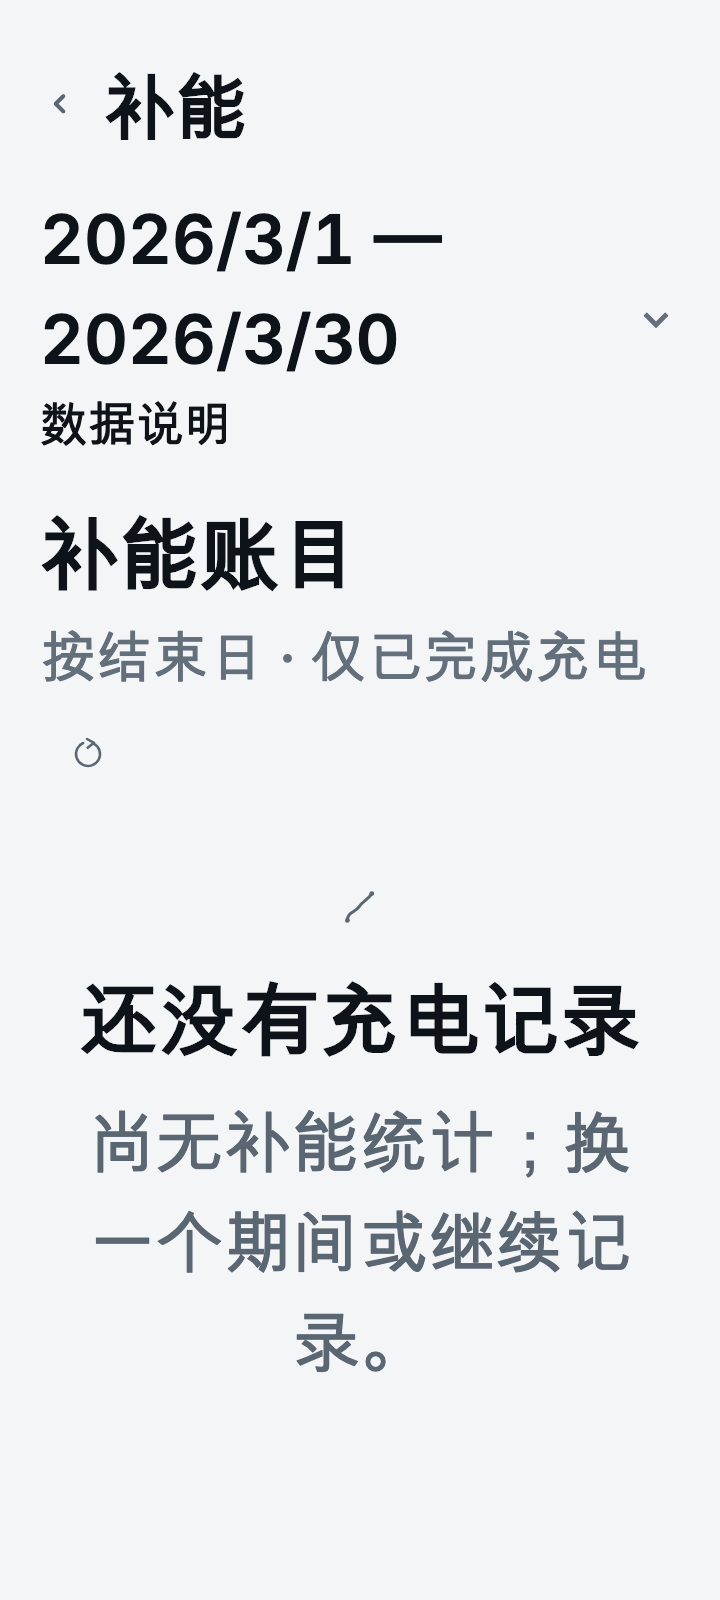 补能
2026/3/1 —
2026/3/30
数据说明
补能账目
按结束日 · 仅已完成充电
还没有充电记录
尚无补能统计；换
一个期间或继续记
录。